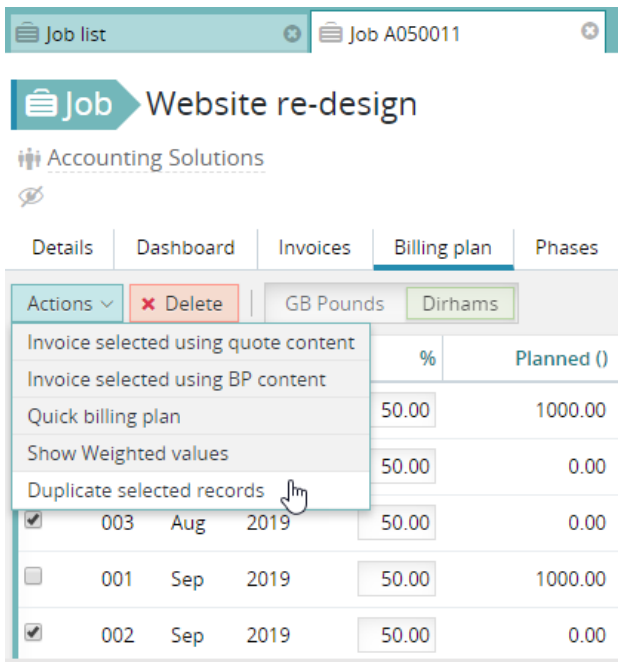 Job list
Job A050011
Job Website re-design
Accounting Solutions
Details Dashboard Invoices Billing plan Phases
Actions Delete GB Pounds Dirhams
Invoice selected using quote content
Invoice selected using BP content
Quick billing plan
Show Weighted values
Duplicate selected records
% Planned ()
50.00 1000.00
50.00 0.00
003 Aug 2019 50.00 0.00
001 Sep 2019 50.00 1000.00
002 Sep 2019 50.00 0.00